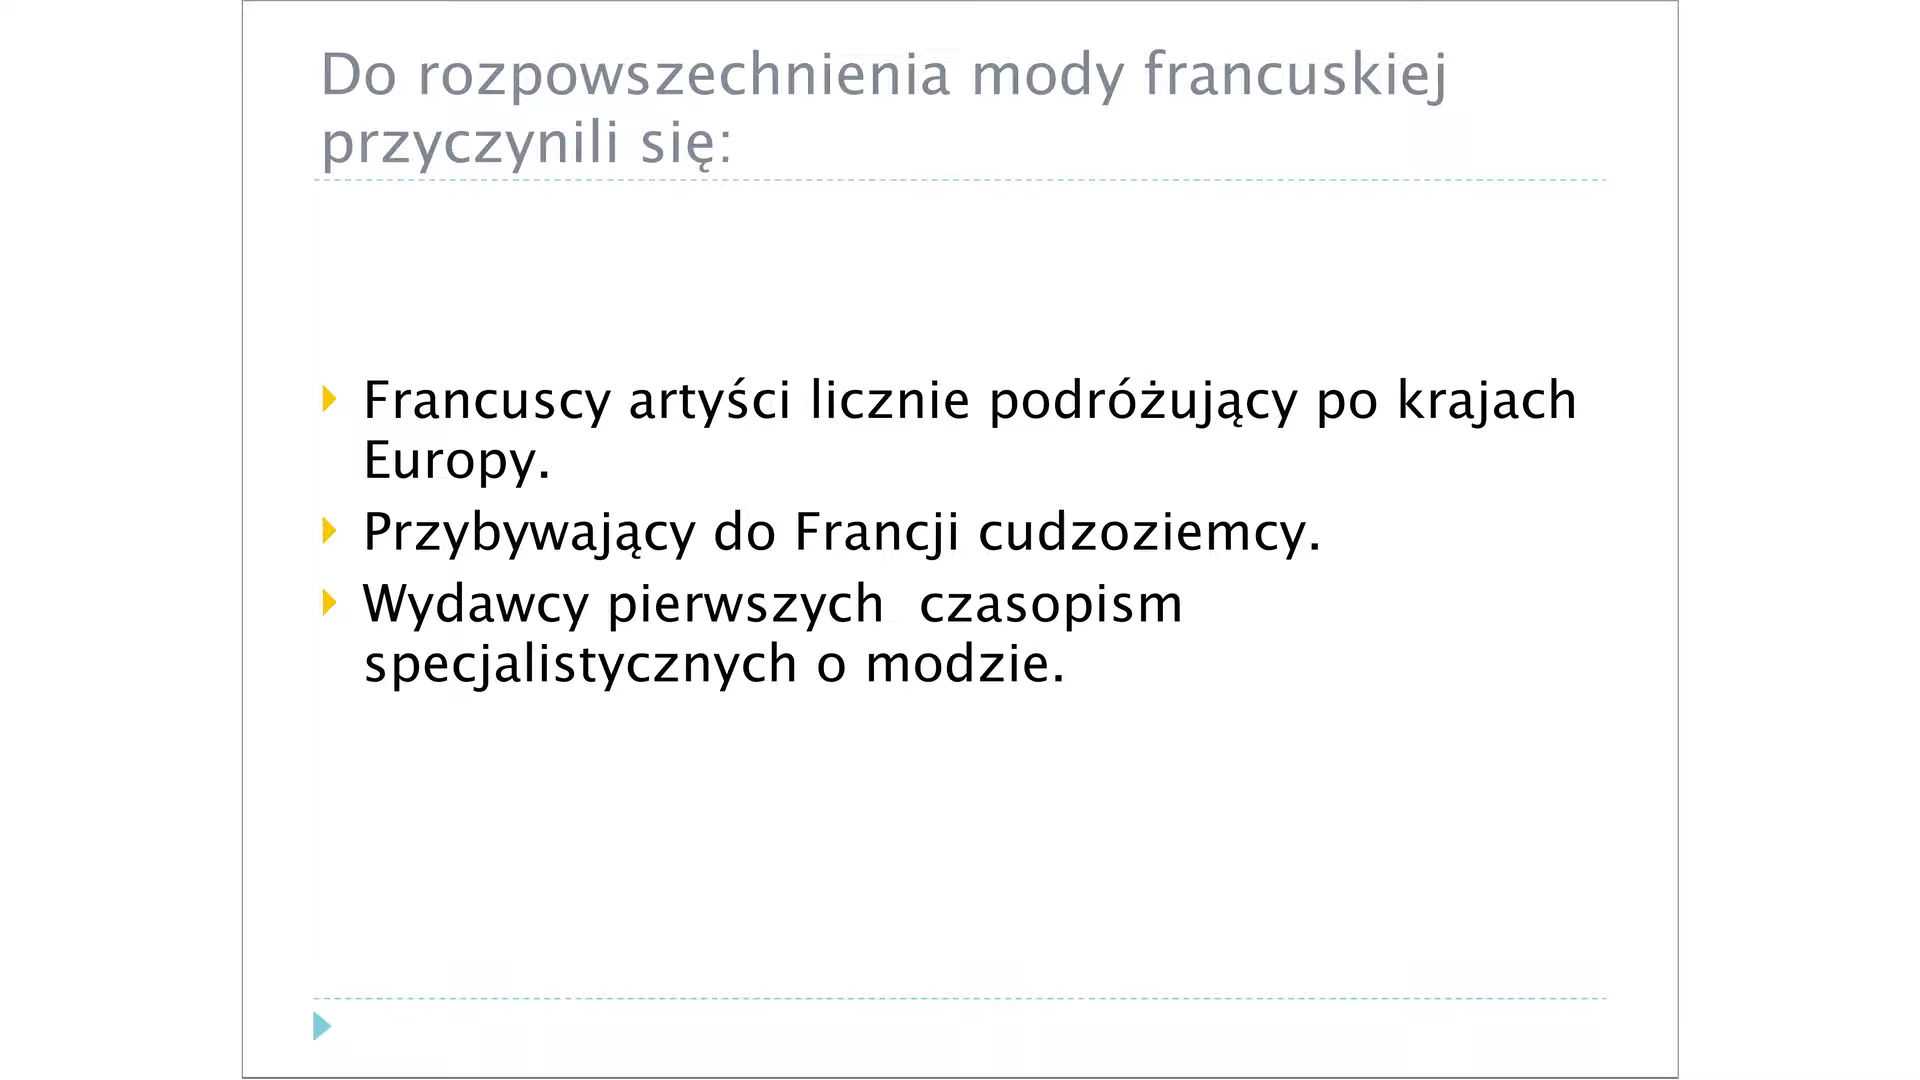 Do rozpowszechnienia mody francuskiej
przyczynili się:
Francuscy artyści licznie podróżujący po krajach
Europy.
Przybywający do Francji cudzoziemcy.
Wydawcy pierwszych  czasopism
specjalistycznych o modzie.